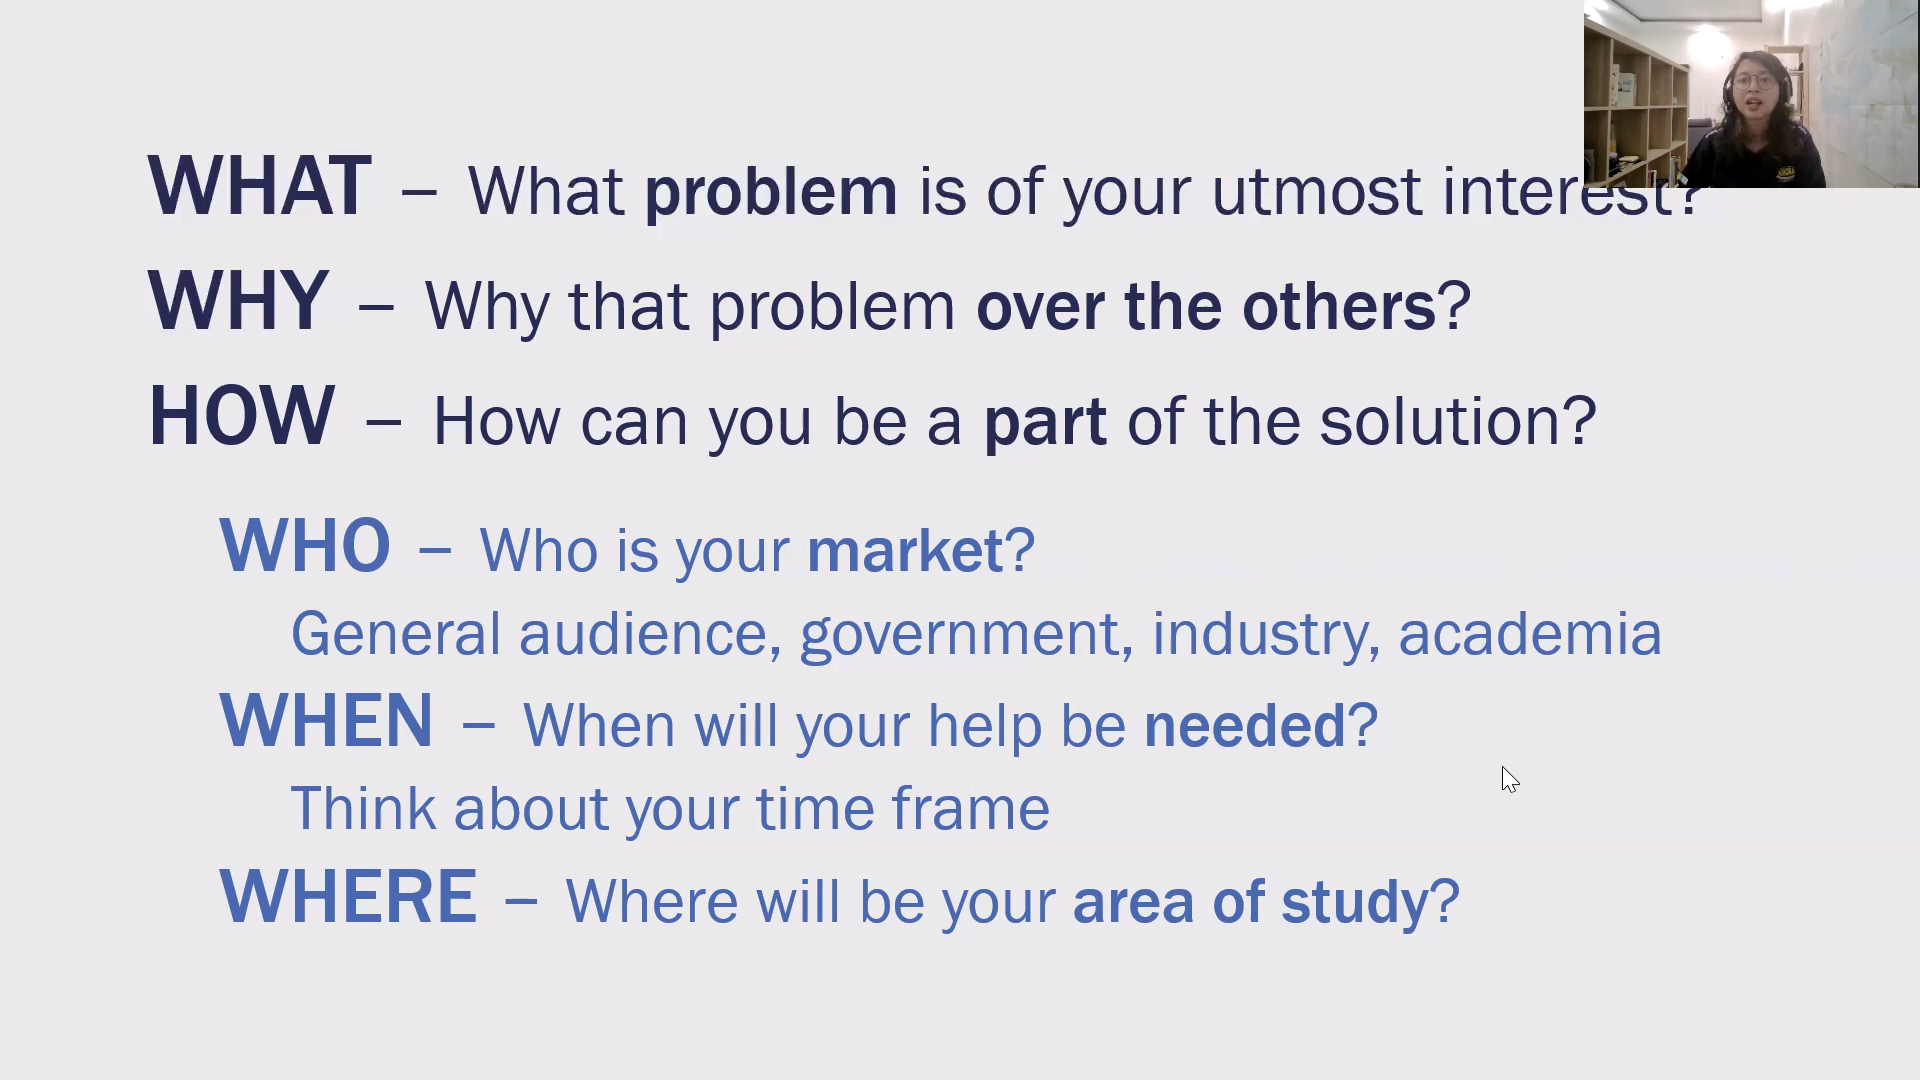 WHAT – What problem is of your utmost interest?
WHY – Why that problem over the others?
HOW – How can you be a part of the solution?
WHO – Who is your market?
General audience, government, industry, academia
WHEN – When will your help be needed?
Think about your time frame
WHERE – Where will be your area of study?